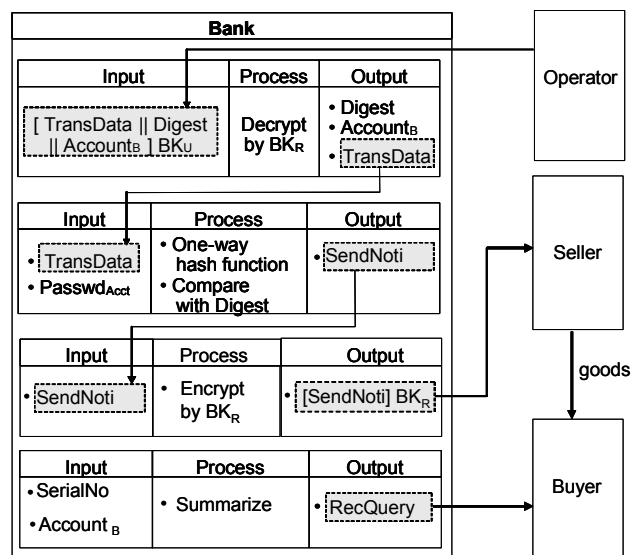 Bank
Input Process Output
[ TransData || Digest
|| AccountB ] BKU
Decrypt
by BKR
• Digest
• AccountB
• TransData
Input Process Output
• TransData
• PasswdAcct
• One-way
hash function
• Compare
with Digest
• SendNoti
Input Process Output
• SendNoti
• Encrypt
by BKR
• [SendNoti] BKR
Input Process Output
• SerialNo
• Account B
• Summarize
• RecQuery
Operator
Seller
goods
Buyer